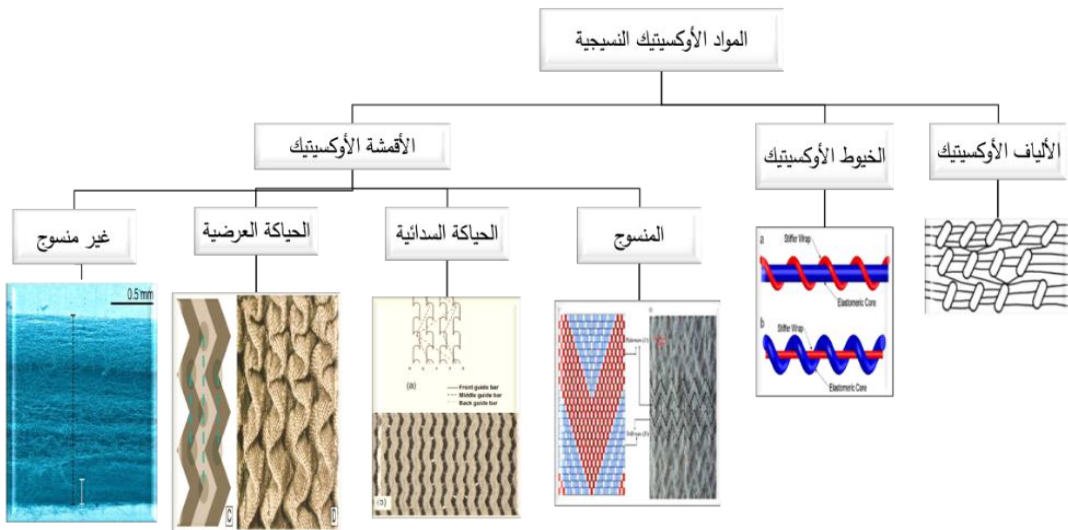 المواد الأوكسيتيك النسيجية
الألياف الأوكسيتيك
الخيوط الأوكسيتيك
الأقمشة الأوكسيتيك
المنسوج
الحياكة السدائية
الحياكة العرضية
غير منسوج
a
Stiffer Wrap
Elastomeric Core
b
Stiffer Wrap
Elastomeric Core
(a)
Front guide bar
Middle guide bar
Back guide bar
C
D
0.5 mm